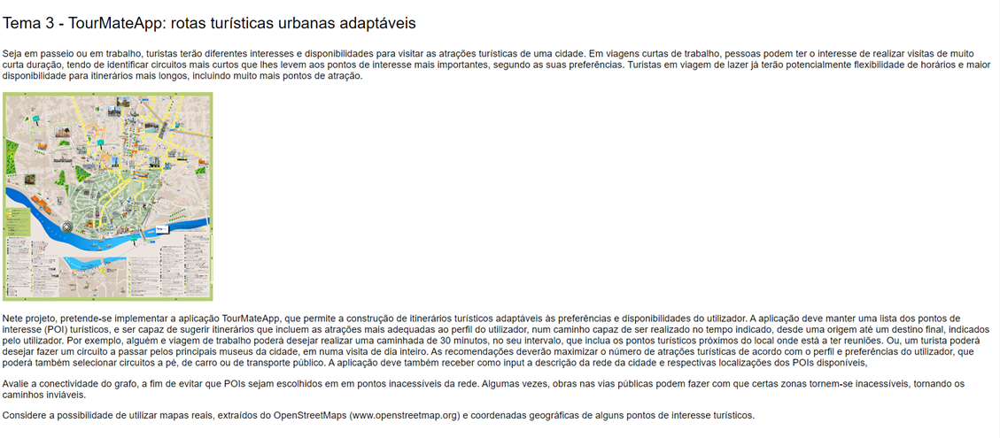 Tema 3 - TourMateApp: rotas turísticas urbanas adaptáveis
Seja em passeio ou em trabalho, turistas terão diferentes interesses e disponibilidades para visitar as atrações turísticas de uma cidade. Em viagens curtas de trabalho, pessoas podem ter o interesse de realizar visitas de muito
curta duração, tendo de identificar circuitos mais curtos que lhes levem aos pontos de interesse mais importantes, segundo as suas preferências. Turistas em viagem de lazer já terão potencialmente flexibilidade de horários e maior
disponibilidade para itinerários mais longos, incluindo muito mais pontos de atração.
Nete projeto, pretende-se implementar a aplicação TourMateApp, que permite a construção de itinerários turísticos adaptáveis às preferências e disponibilidades do utilizador. A aplicação deve manter uma lista dos pontos de
interesse (POI) turísticos, e ser capaz de sugerir itinerários que incluem as atrações mais adequadas ao perfil do utilizador, num caminho capaz de ser realizado no tempo indicado, desde uma origem até um destino final, indicados
pelo utilizador. Por exemplo, alguém e viagem de trabalho poderá desejar realizar uma caminhada de 30 minutos, no seu intervalo, que inclua os pontos turísticos próximos do local onde está a ter reuniões. Ou, um turista poderá
desejar fazer um circuito a passar pelos principais museus da cidade, em numa visita de dia inteiro. As recomendações deverão maximizar o número de atrações turísticas de acordo com o perfil e preferências do utilizador, que
poderá também selecionar circuitos a pé, de carro ou de transporte público. A aplicação deve também receber como input a descrição da rede da cidade e respectivas localizações dos POIs disponíveis,
Avalie a conectividade do grafo, a fim de evitar que POIs sejam escolhidos em em pontos inacessíveis da rede. Algumas vezes, obras nas vias públicas podem fazer com que certas zonas tornem-se inacessíveis, tornando os
caminhos inviáveis.
Considere a possibilidade de utilizar mapas reais, extraídos do OpenStreetMaps (www.openstreetmap.org) e coordenadas geográficas de alguns pontos de interesse turísticos.